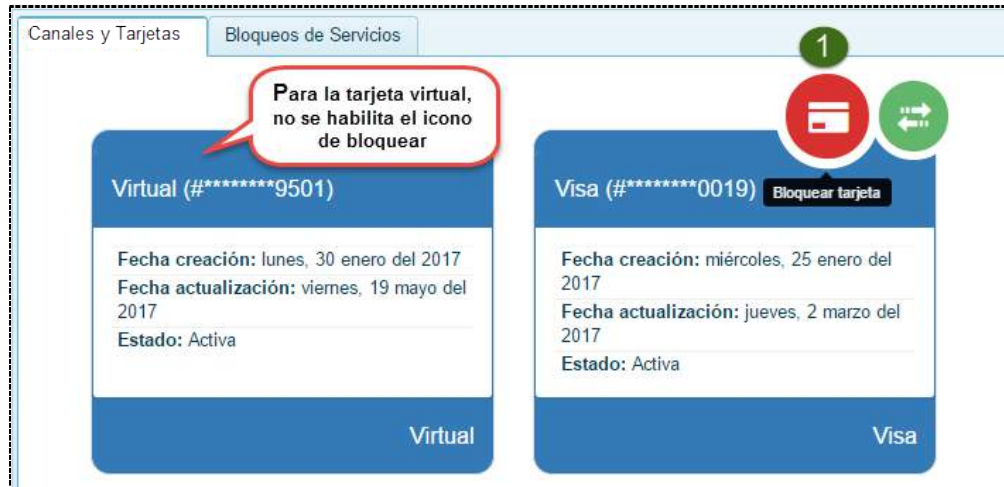 Canales y Tarjetas
Bloqueos de Servicios
1
Para la tarjeta virtual,
no se habilita el icono
de bloquear
Virtual (#********9501)
Fecha creación: lunes, 30 enero del 2017
Fecha actualización: viernes, 19 mayo del
2017
Estado: Activa
Virtual
Visa (#********0019)
Bloquear tarjeta
Fecha creación: miércoles, 25 enero del
2017
Fecha actualización: jueves, 2 marzo del
2017
Estado: Activa
Visa